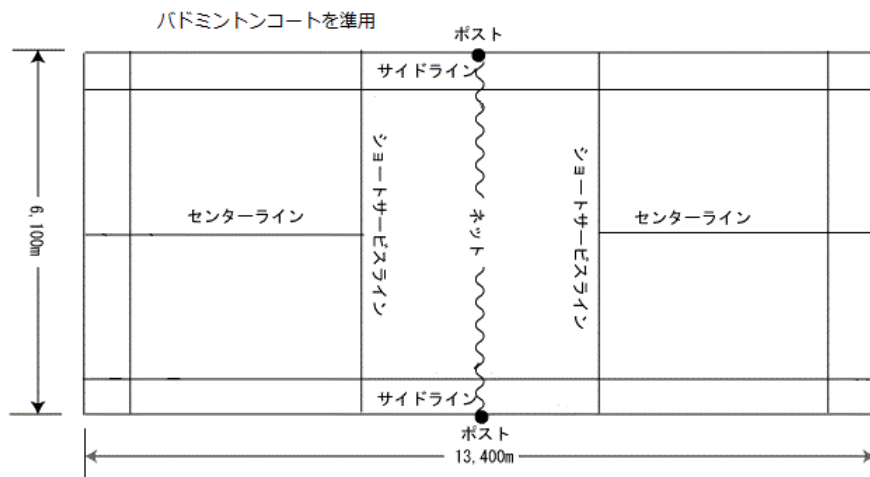 バドミントンコートを準用
ポスト
サイドライン
ショートサービスライン
ショートサービスライン
センターライン
ネット
センターライン
6,100m
サイドライン
ポスト
13,400m